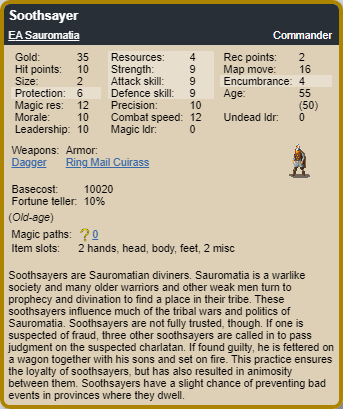 Soothsayer
EA Sauromatia Commander
Gold: 35 Resources: 4 Rec points: 2
Hit points: 10 Strength: 9 Map move: 16
Size: 2 Attack skill: 9 Encumbrance: 4
Protection: 6 Defence skill: 9 Age: 55
Magic res: 12 Precision: 10 (50)
Morale: 10 Combat speed: 12 Undead ldr: 0
Leadership: 10 Magic ldr: 0
Weapons: Armor:
Dagger Ring Mail Cuirass
Basecost: 10020
Fortune teller: 10%
(Old-age)
Magic paths: ?0
Item slots: 2 hands, head, body, feet, 2 misc
Soothsayers are Sauromatian diviners. Sauromatia is a warlike
society and many older warriors and other weak men turn to
prophecy and divination to find a place in their tribe. These
soothsayers influence much of the tribal wars and politics of
Sauromatia. Soothsayers are not fully trusted, though. If one is
suspected of fraud, three other soothsayers are called in to pass
judgment on the suspected charlatan. If found guilty, he is fettered on
a wagon together with his sons and set on fire. This practice ensures
the loyalty of soothsayers, but has also resulted in animosity
between them. Soothsayers have a slight chance of preventing bad
events in provinces where they dwell.